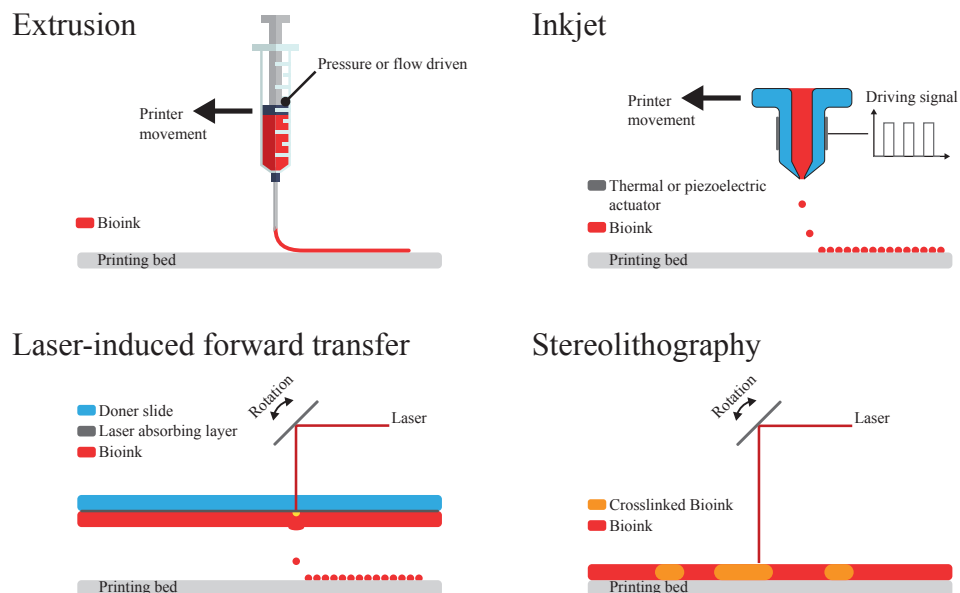 Extrusion
Pressure or flow driven
Printer
movement
Bioink
Printing bed
Inkjet
Printer
movement
Driving signal
Thermal or piezoelectric
actuator
Bioink
Printing bed
Laser-induced forward transfer
Rotation
Doner slide
Laser
Laser absorbing layer
Bioink
Printing bed
Stereolithography
Rotation
Laser
Crosslinked Bioink
Bioink
Printing bed